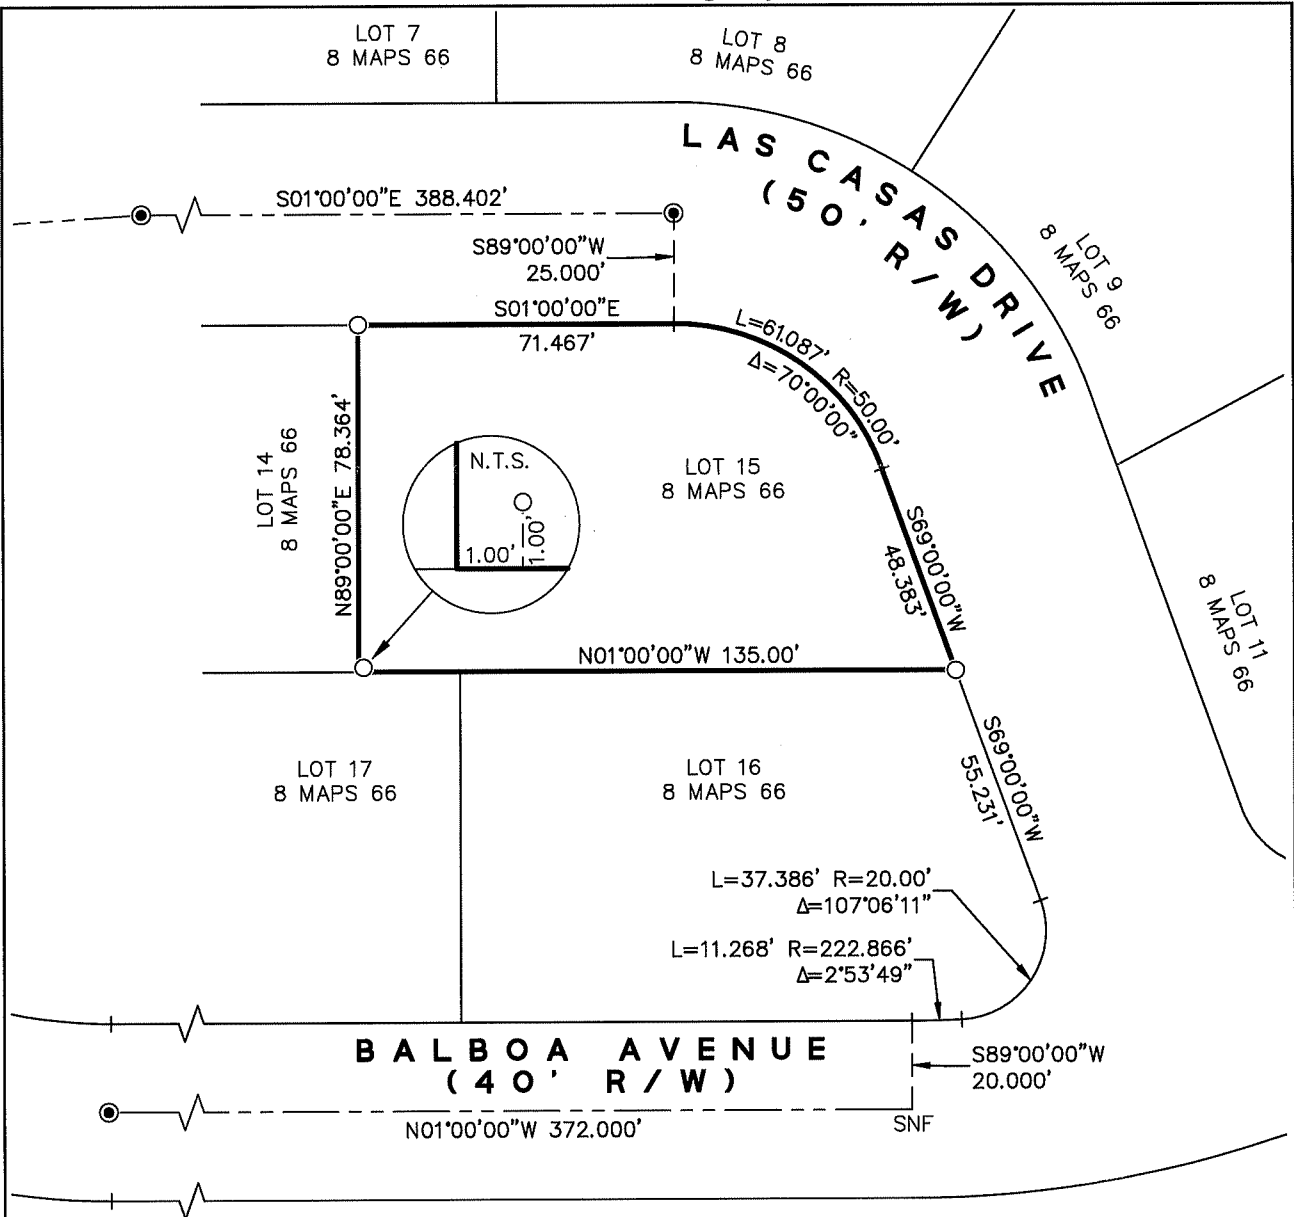 LOT 7
8 MAPS 66
LOT 8
8 MAPS 66
LAS CASAS DRIVE
(50' R/W)
S01°00'00"E 388.402'
S89°00'00"W
25.000'
LOT 9
8 MAPS 66
S01°00'00"E
71.467'
L=61.087' R=50.00'
Δ=70°00'00"
LOT 14
8 MAPS 66
N89°00'00"E 78.364'
N.T.S.
1.00'
1.00'
LOT 15
8 MAPS 66
S69°00'00"W
48.383'
LOT 11
8 MAPS 66
N01°00'00"W 135.00'
LOT 17
8 MAPS 66
LOT 16
8 MAPS 66
S69°00'00"W
55.231'
L=37.386' R=20.00'
Δ=107°06'11"
L=11.268' R=222.866'
Δ=2°53'49"
BALBOA AVENUE
(40' R/W)
S89°00'00"W
20.000'
N01°00'00"W 372.000'
SNF